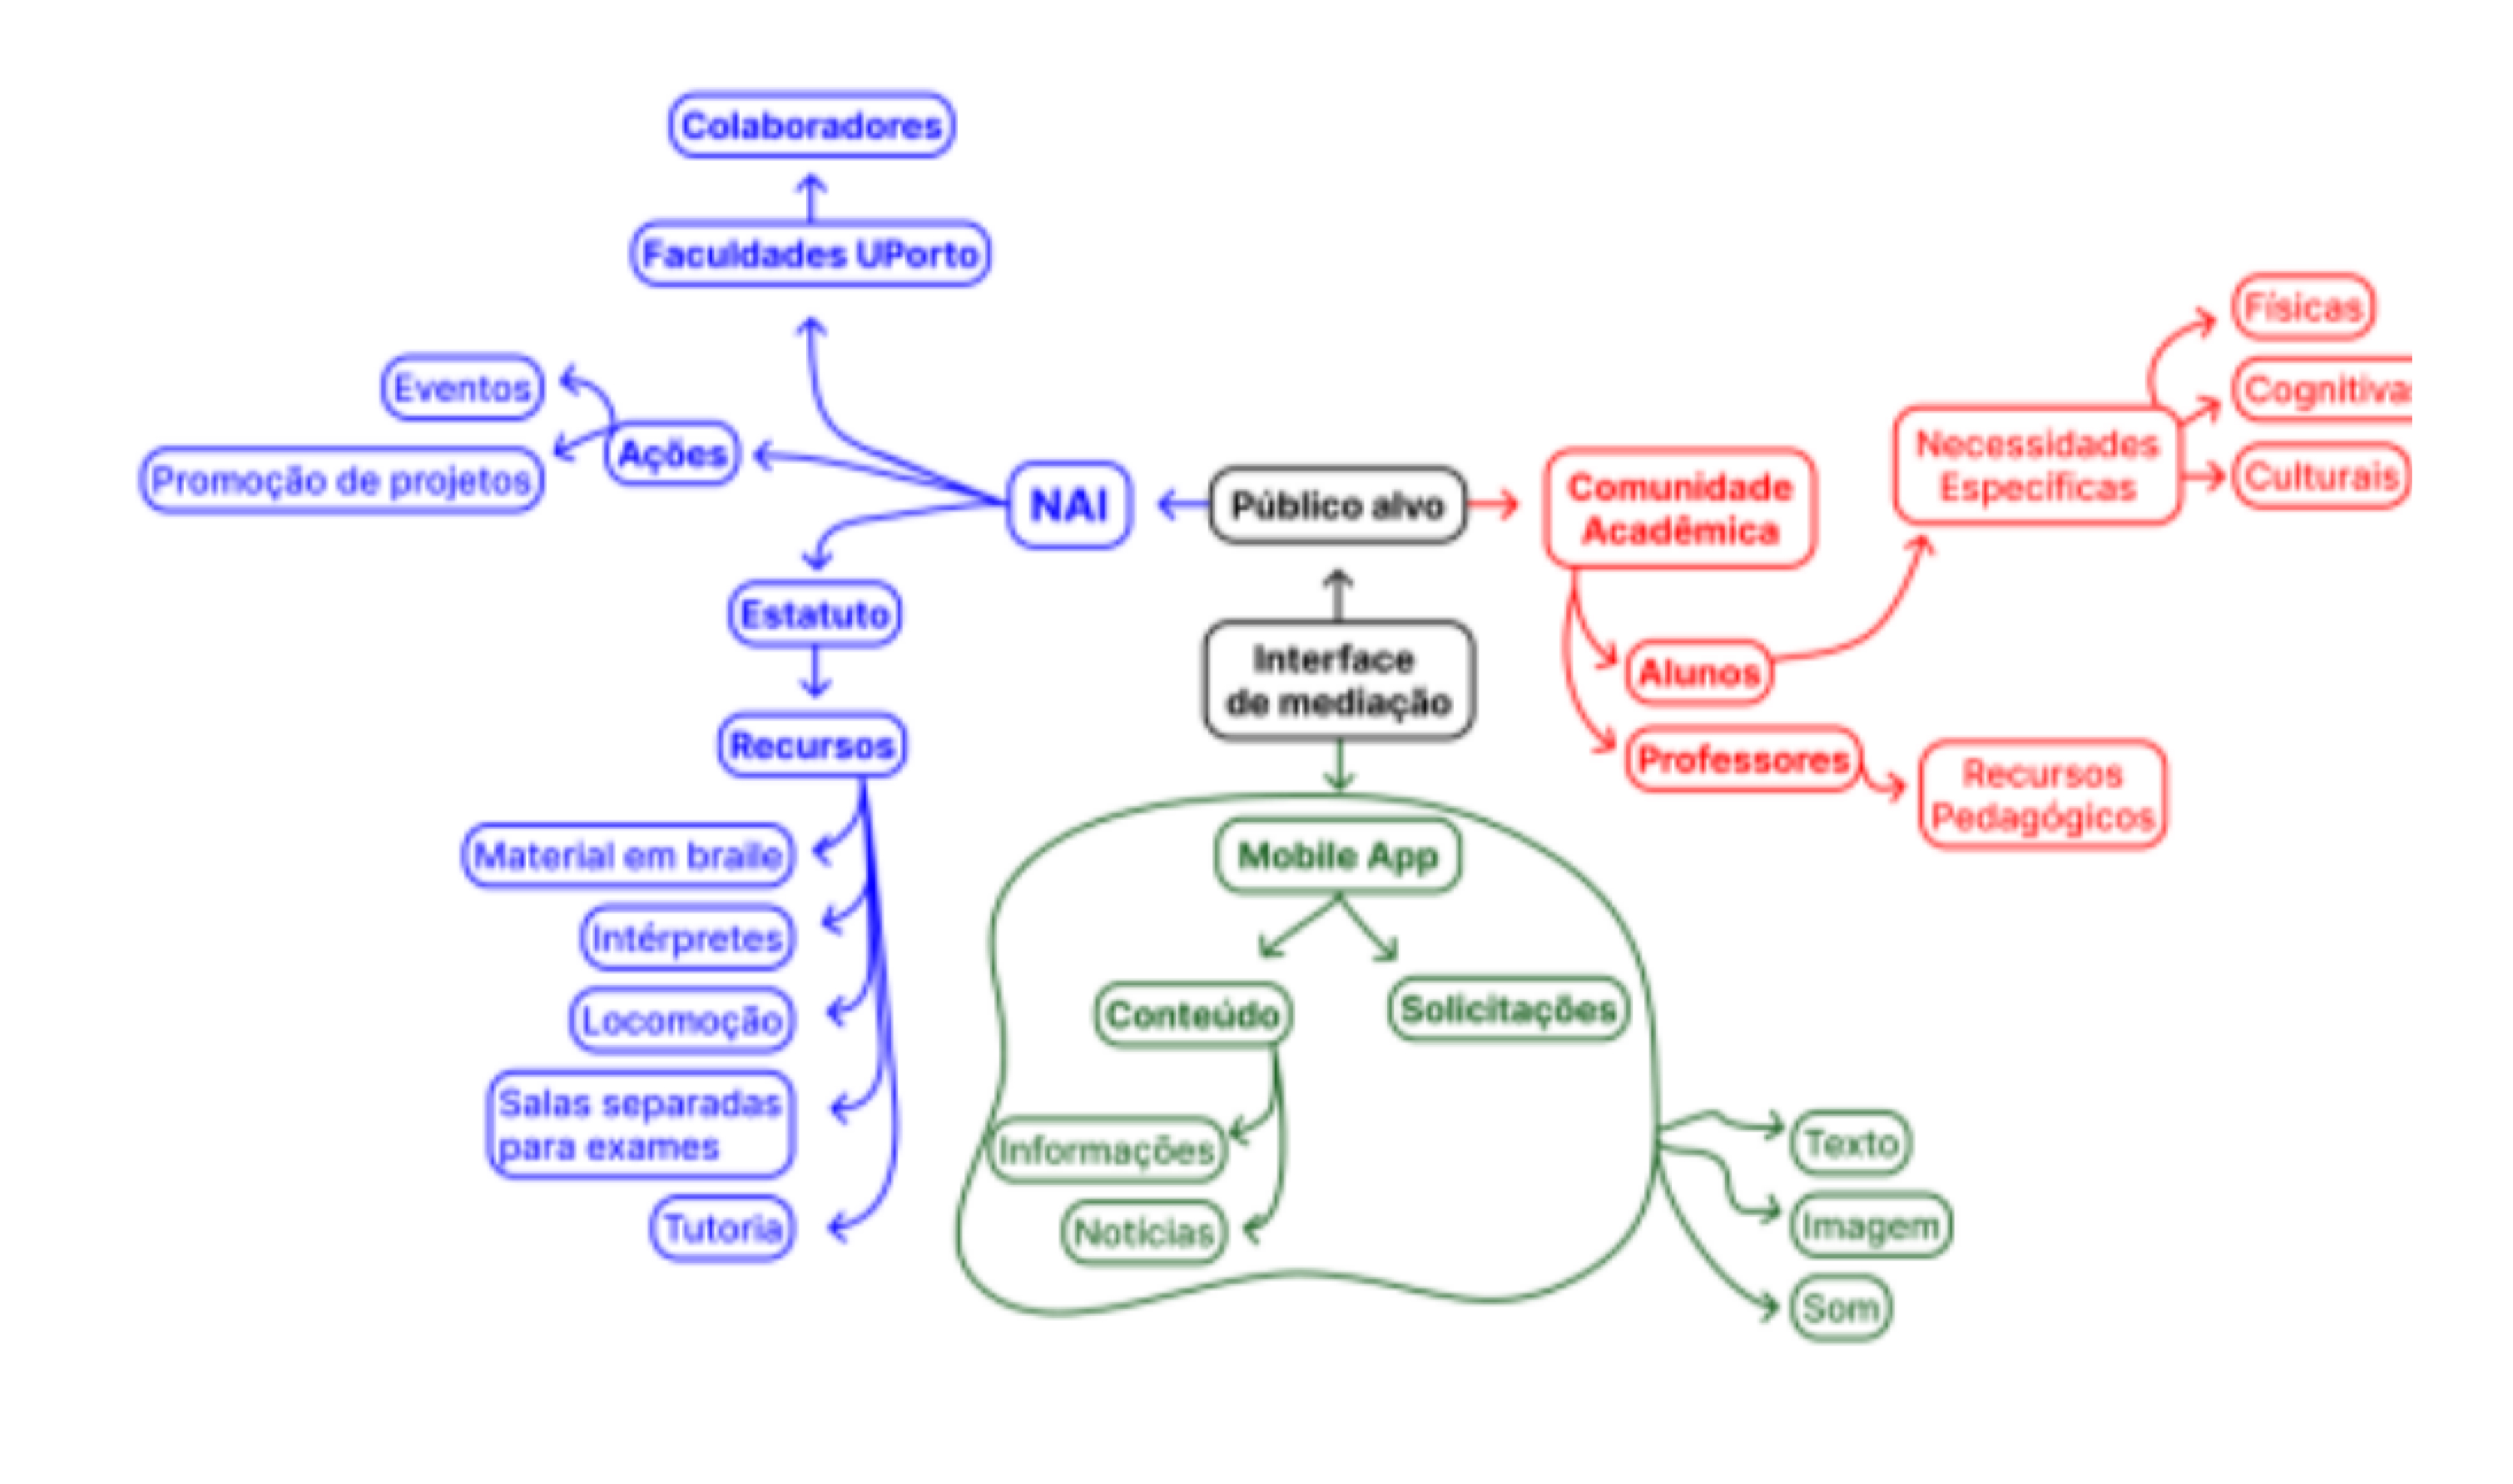 Colaboradores
Faculdades UPorto
Eventos
Ações
Promoção de projetos
NAI
Público alvo
Comunidade
Acadêmica
Necessidades
Específicas
Físicas
Cognitivas
Culturais
Estatuto
Interface
de mediação
Alunos
Professores
Recursos
Pedagógicos
Recursos
Material em braile
Intérpretes
Locomoção
Salas separadas
para exames
Tutoria
Mobile App
Conteúdo
Solicitações
Informações
Notícias
Texto
Imagem
Som